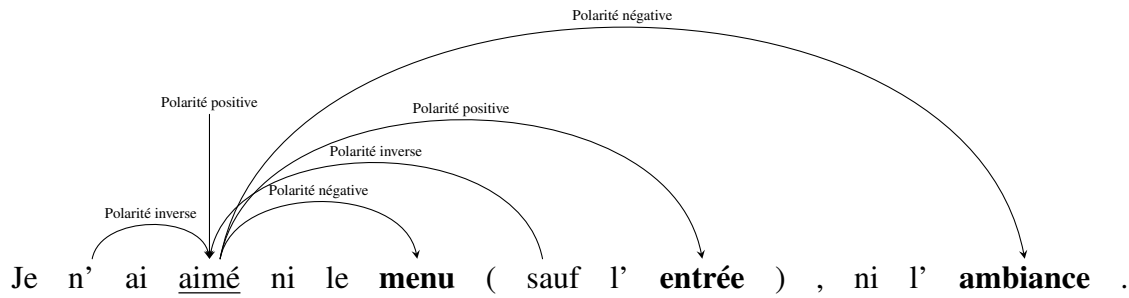 Polarité négative
Polarité positive
Polarité positive
Polarité inverse
Polarité négative
Polarité inverse
Je n' ai aimé ni le menu ( sauf l' entrée ) , ni l' ambiance .